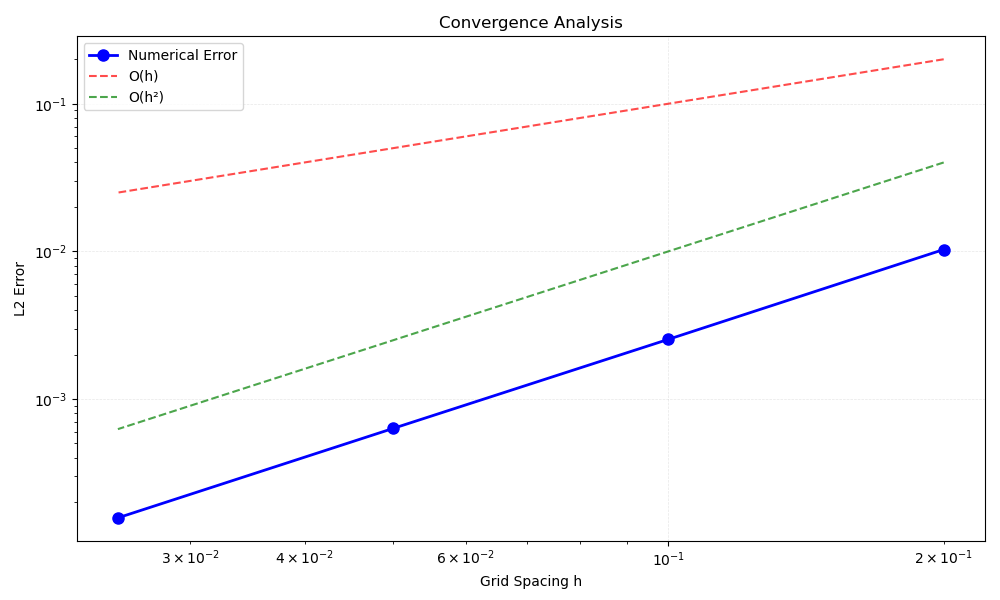 Convergence Analysis
Numerical Error
O(h)
O(h²)
L2 Error
10⁻¹
10⁻²
10⁻³
3 × 10⁻²
4 × 10⁻²
6 × 10⁻²
10⁻¹
2 × 10⁻¹
Grid Spacing h